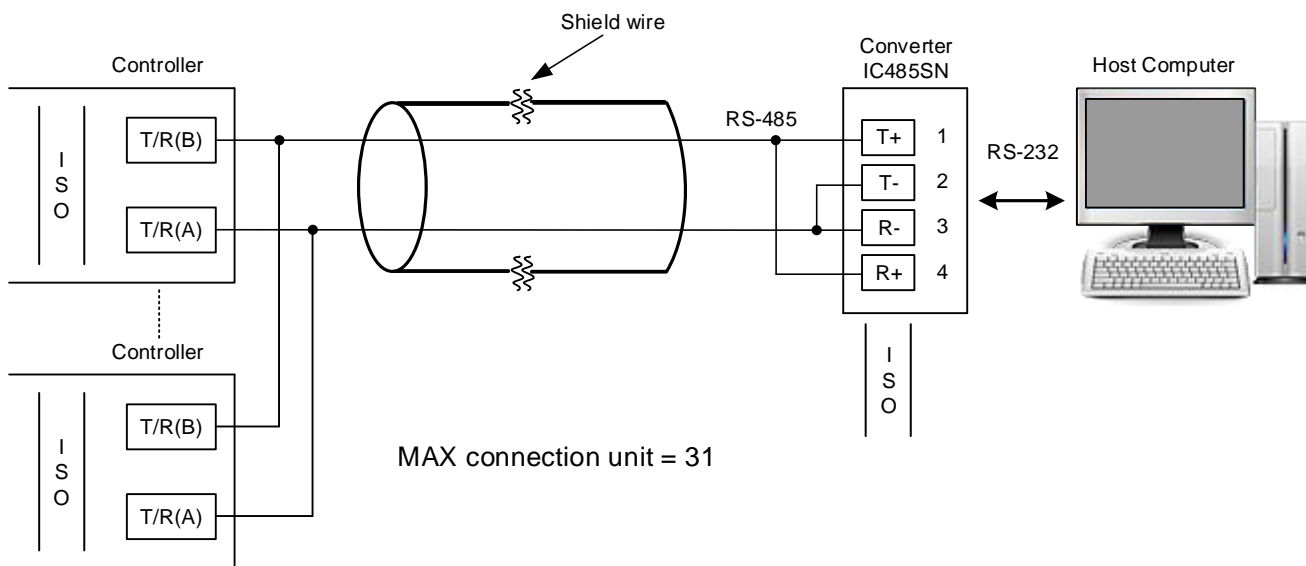 Shield wire
Controller
Converter
IC485SN
Host Computer
I
S
O
T/R(B)
T/R(A)
RS-485
T+ 1
T- 2
R- 3
R+ 4
RS-232
Controller
I
S
O
T/R(B)
T/R(A)
I
S
O
MAX connection unit = 31